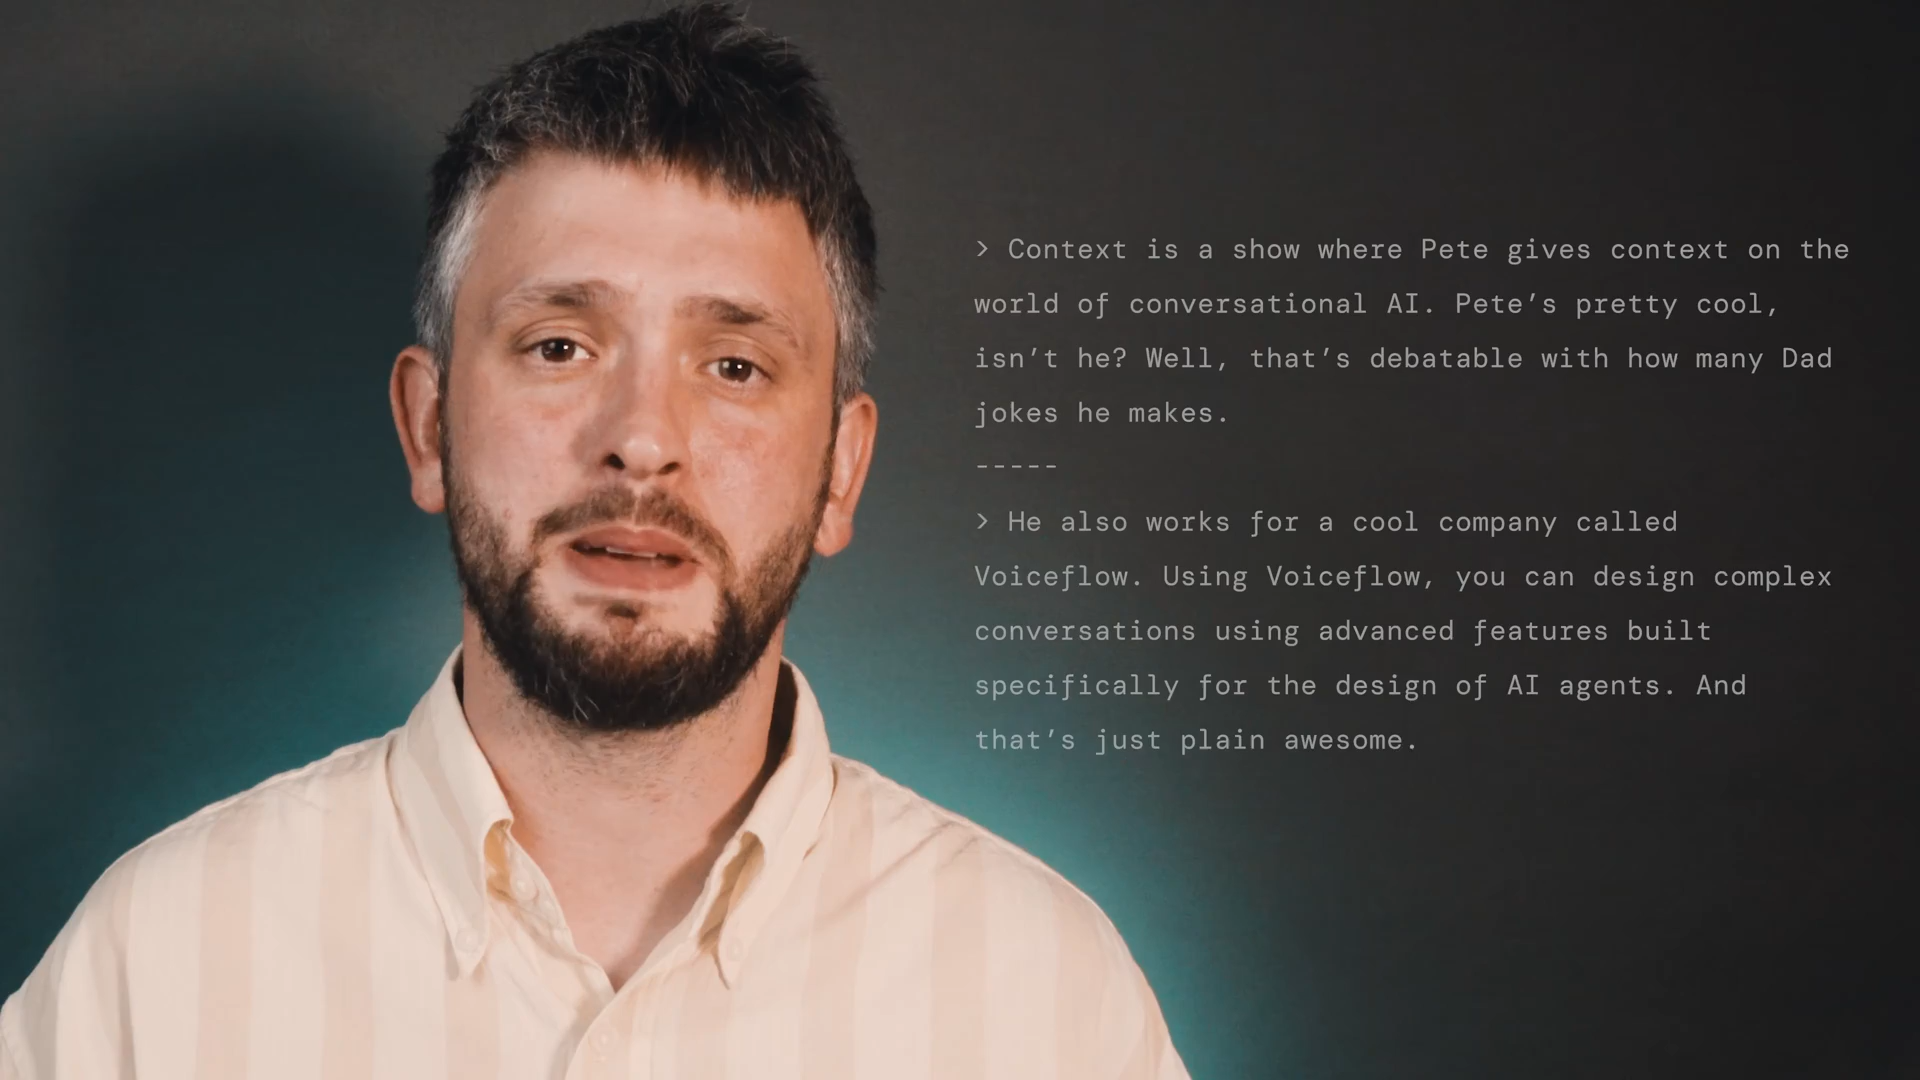 > Context is a show where Pete gives context on the
world of conversational AI. Pete’s pretty cool,
isn’t he? Well, that’s debatable with how many Dad
jokes he makes.
-----
> He also works for a cool company called
Voiceflow. Using Voiceflow, you can design complex
conversations using advanced features built
specifically for the design of AI agents. And
that’s just plain awesome.